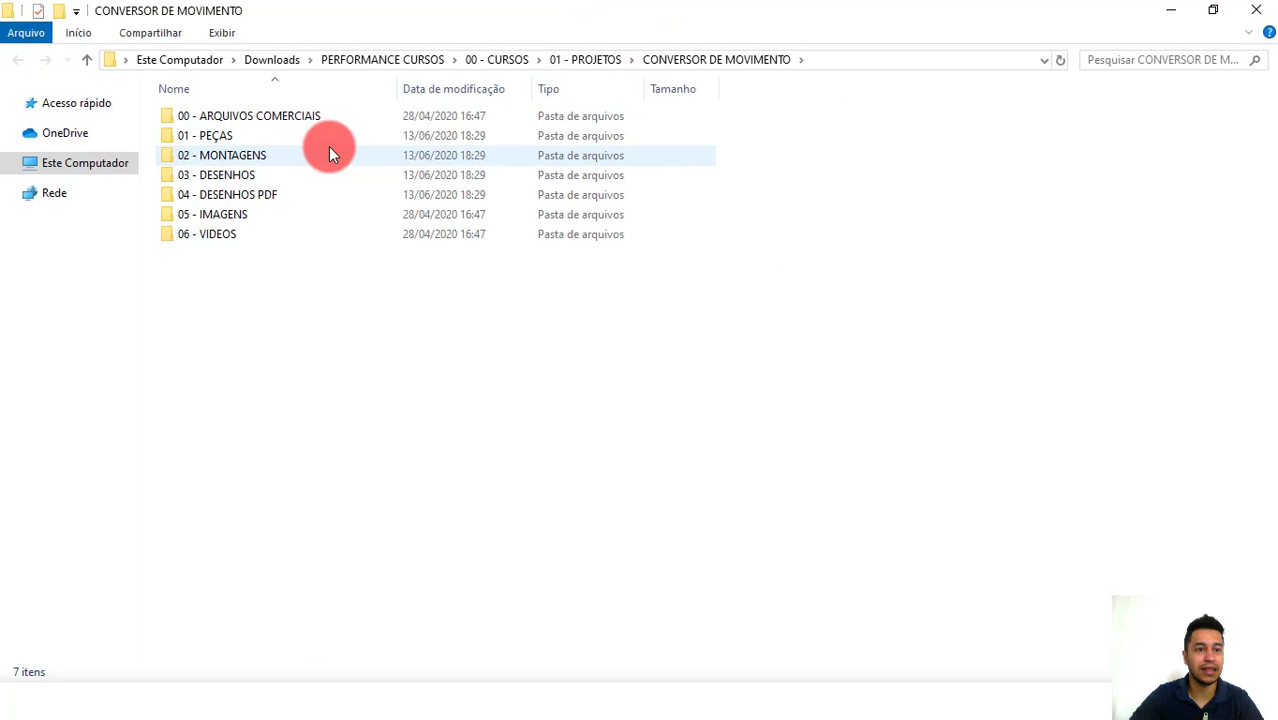 CONVERSOR DE MOVIMENTO
Arquivo Início Compartilhar Exibir
Este Computador Downloads PERFORMANCE CURSOS 00 - CURSOS 01 - PROJETOS CONVERSOR DE MOVIMENTO Pesquisar CONVERSOR DE M...
Nome Data de modificação Tipo Tamanho
Acesso rápido
OneDrive
Este Computador
Rede
00 - ARQUIVOS COMERCIAIS 28/04/2020 16:47 Pasta de arquivos
01 - PEÇAS 13/06/2020 18:29 Pasta de arquivos
02 - MONTAGENS 13/06/2020 18:29 Pasta de arquivos
03 - DESENHOS 13/06/2020 18:29 Pasta de arquivos
04 - DESENHOS PDF 13/06/2020 18:29 Pasta de arquivos
05 - IMAGENS 28/04/2020 16:47 Pasta de arquivos
06 - VIDEOS 28/04/2020 16:47 Pasta de arquivos
7 itens